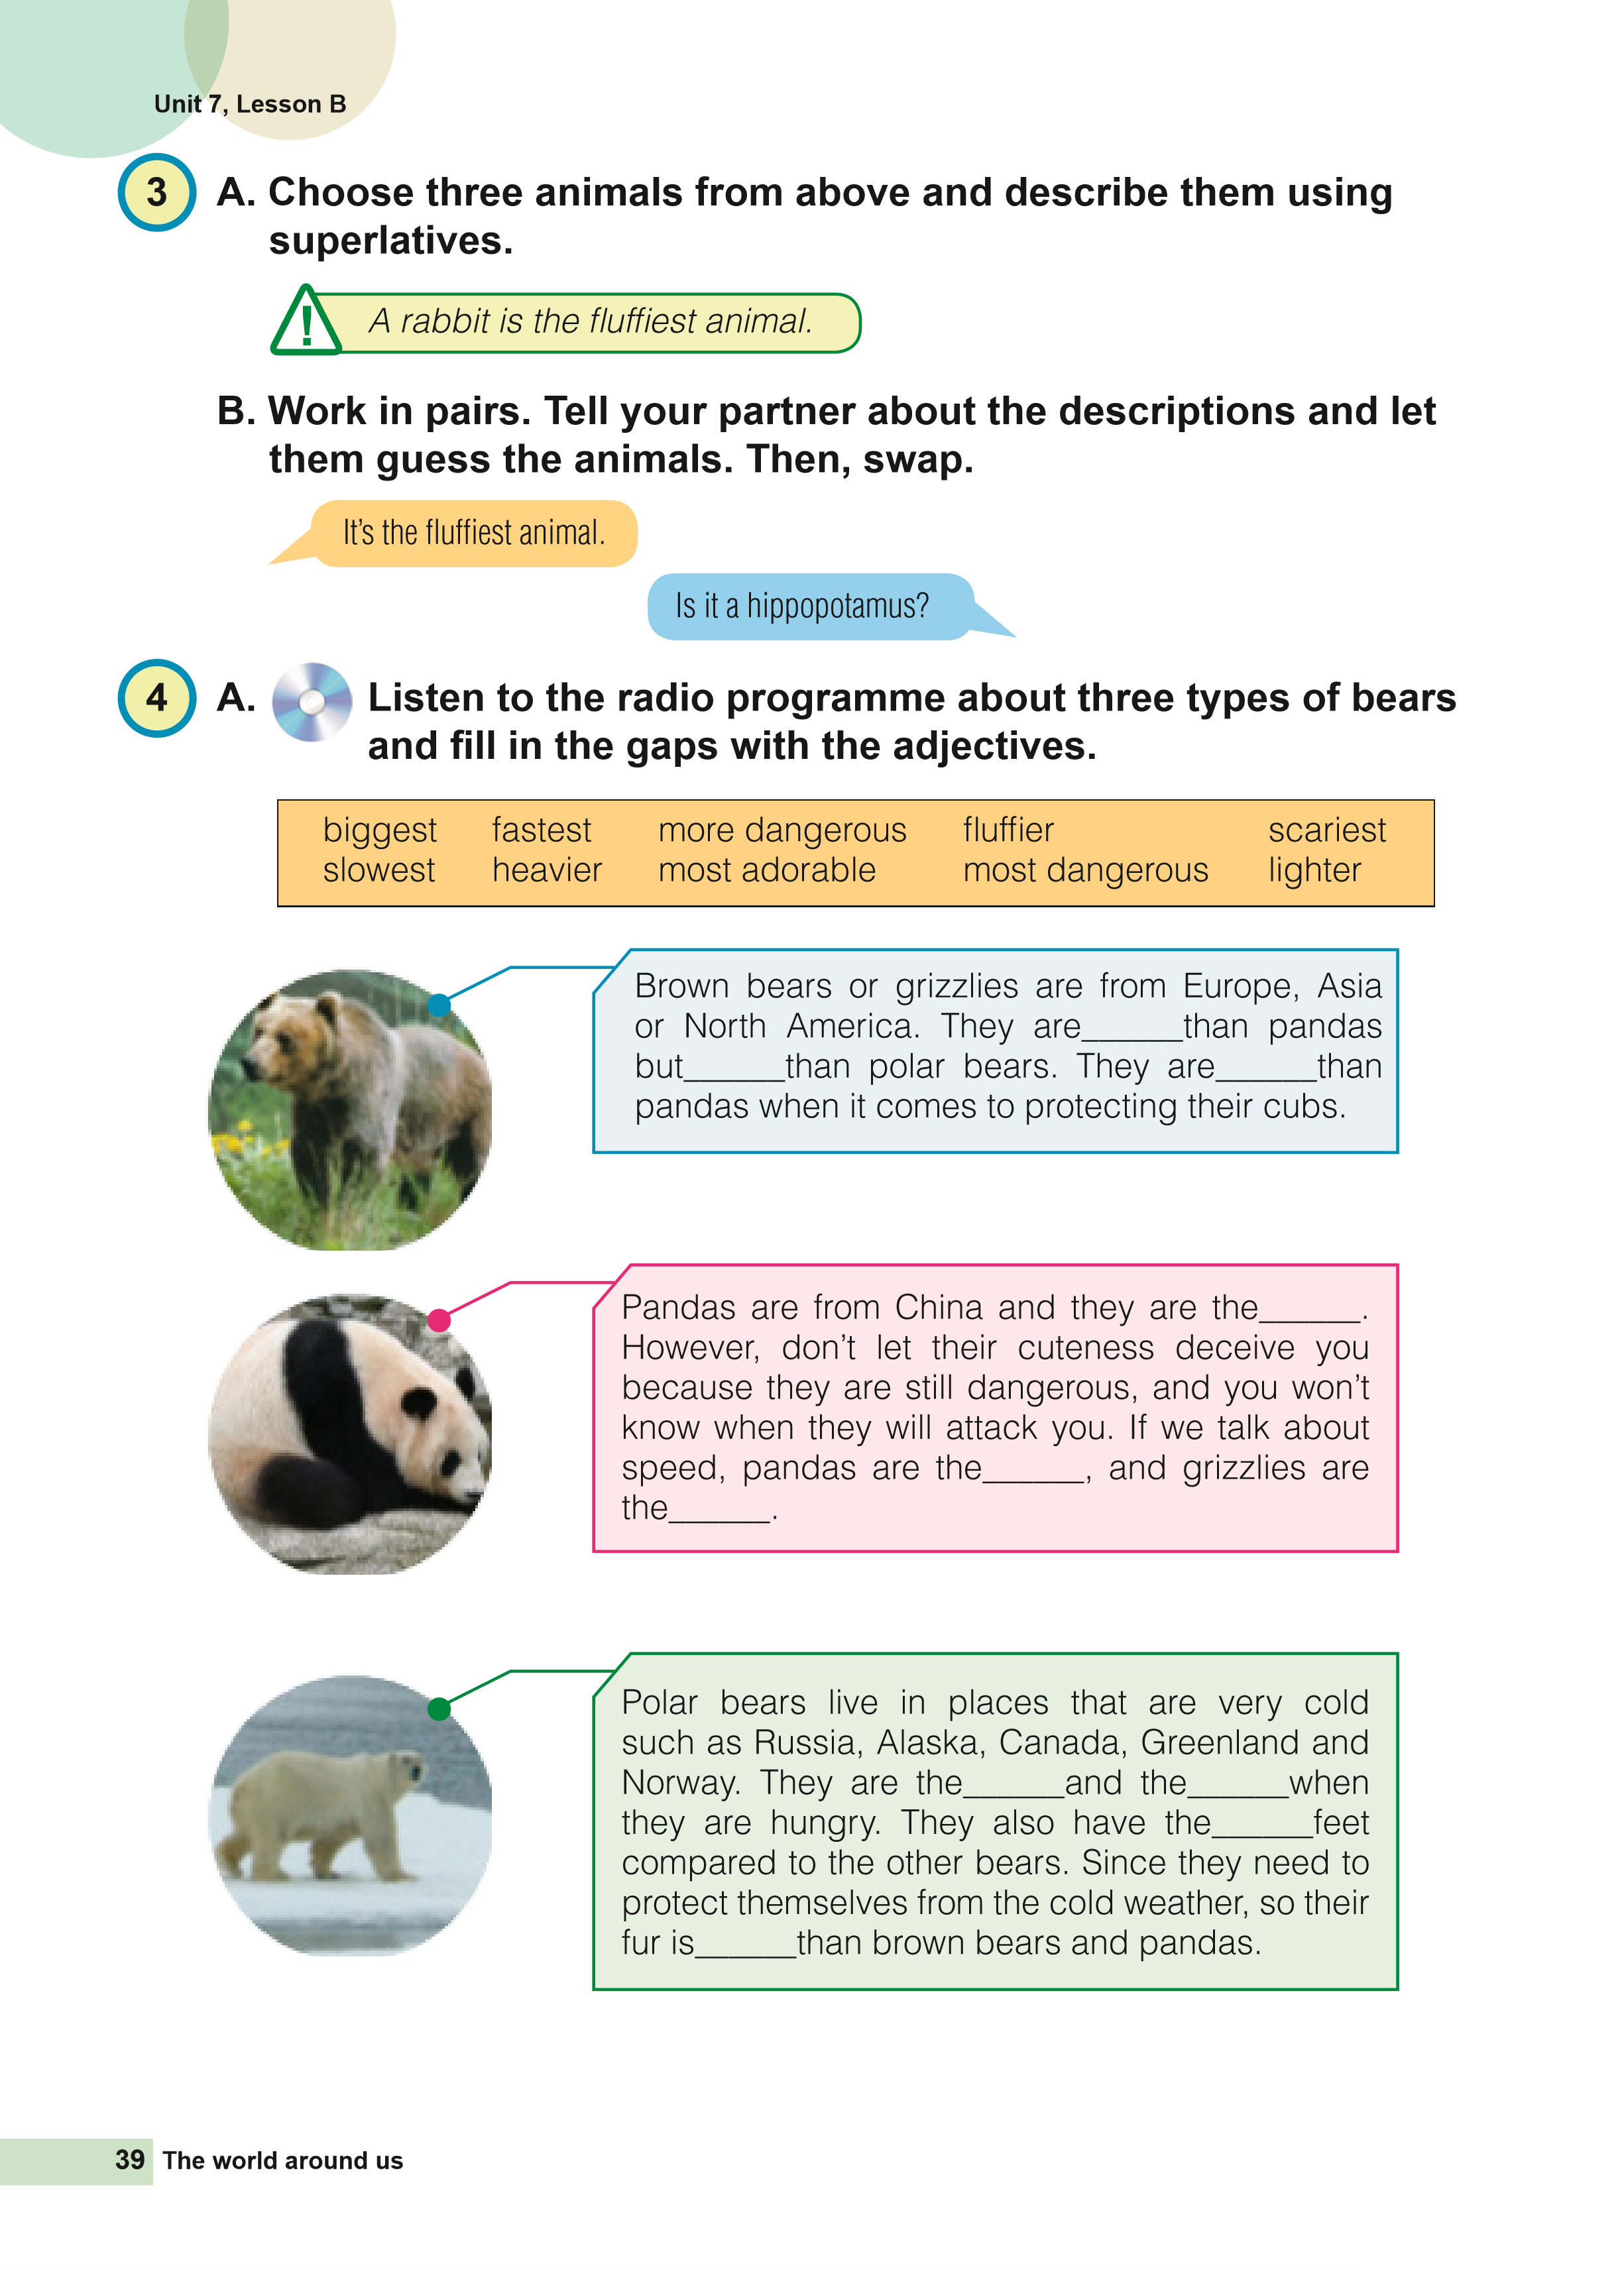 Unit 7, Lesson B
3 A. Choose three animals from above and describe them using
superlatives.
! A rabbit is the fluffiest animal.
B. Work in pairs. Tell your partner about the descriptions and let
them guess the animals. Then, swap.
It's the fluffiest animal.
Is it a hippopotamus?
4 A. Listen to the radio programme about three types of bears
and fill in the gaps with the adjectives.
biggest fastest more dangerous fluffier scariest
slowest heavier most adorable most dangerous lighter
Brown bears or grizzlies are from Europe, Asia
or North America. They are______than pandas
but______than polar bears. They are______than
pandas when it comes to protecting their cubs.
Pandas are from China and they are the______.
However, don't let their cuteness deceive you
because they are still dangerous, and you won't
know when they will attack you. If we talk about
speed, pandas are the______, and grizzlies are
the______.
Polar bears live in places that are very cold
such as Russia, Alaska, Canada, Greenland and
Norway. They are the______and the______when
they are hungry. They also have the______feet
compared to the other bears. Since they need to
protect themselves from the cold weather, so their
fur is______than brown bears and pandas.
39 The world around us